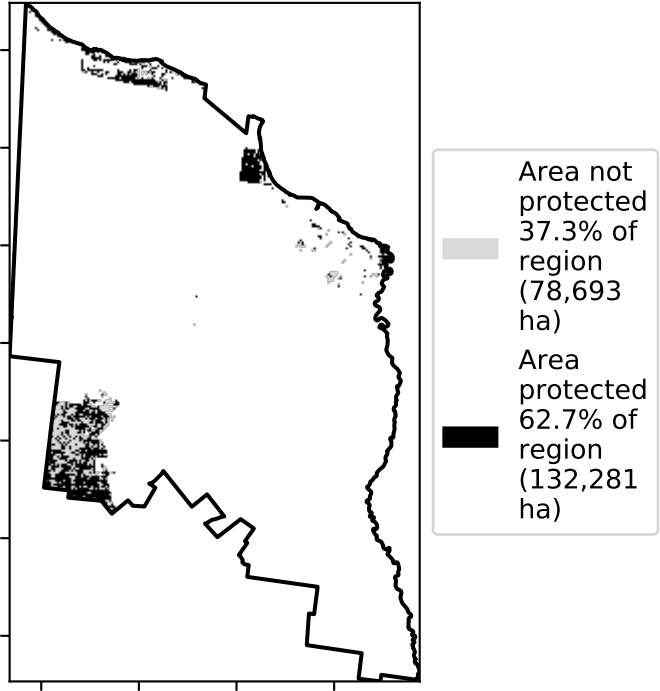 Area not
protected
37.3% of
region
(78,693
ha)
Area
protected
62.7% of
region
(132,281
ha)